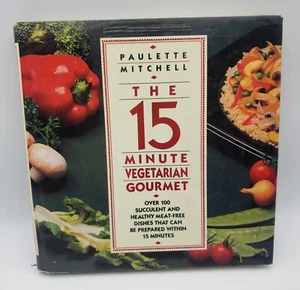 PAULETTE
MITCHELL
THE
15
MINUTE
VEGETARIAN
GOURMET
OVER 100
SUCCULENT AND
HEALTHY MEAT-FREE
DISHES THAT CAN
BE PREPARED WITHIN
15 MINUTES